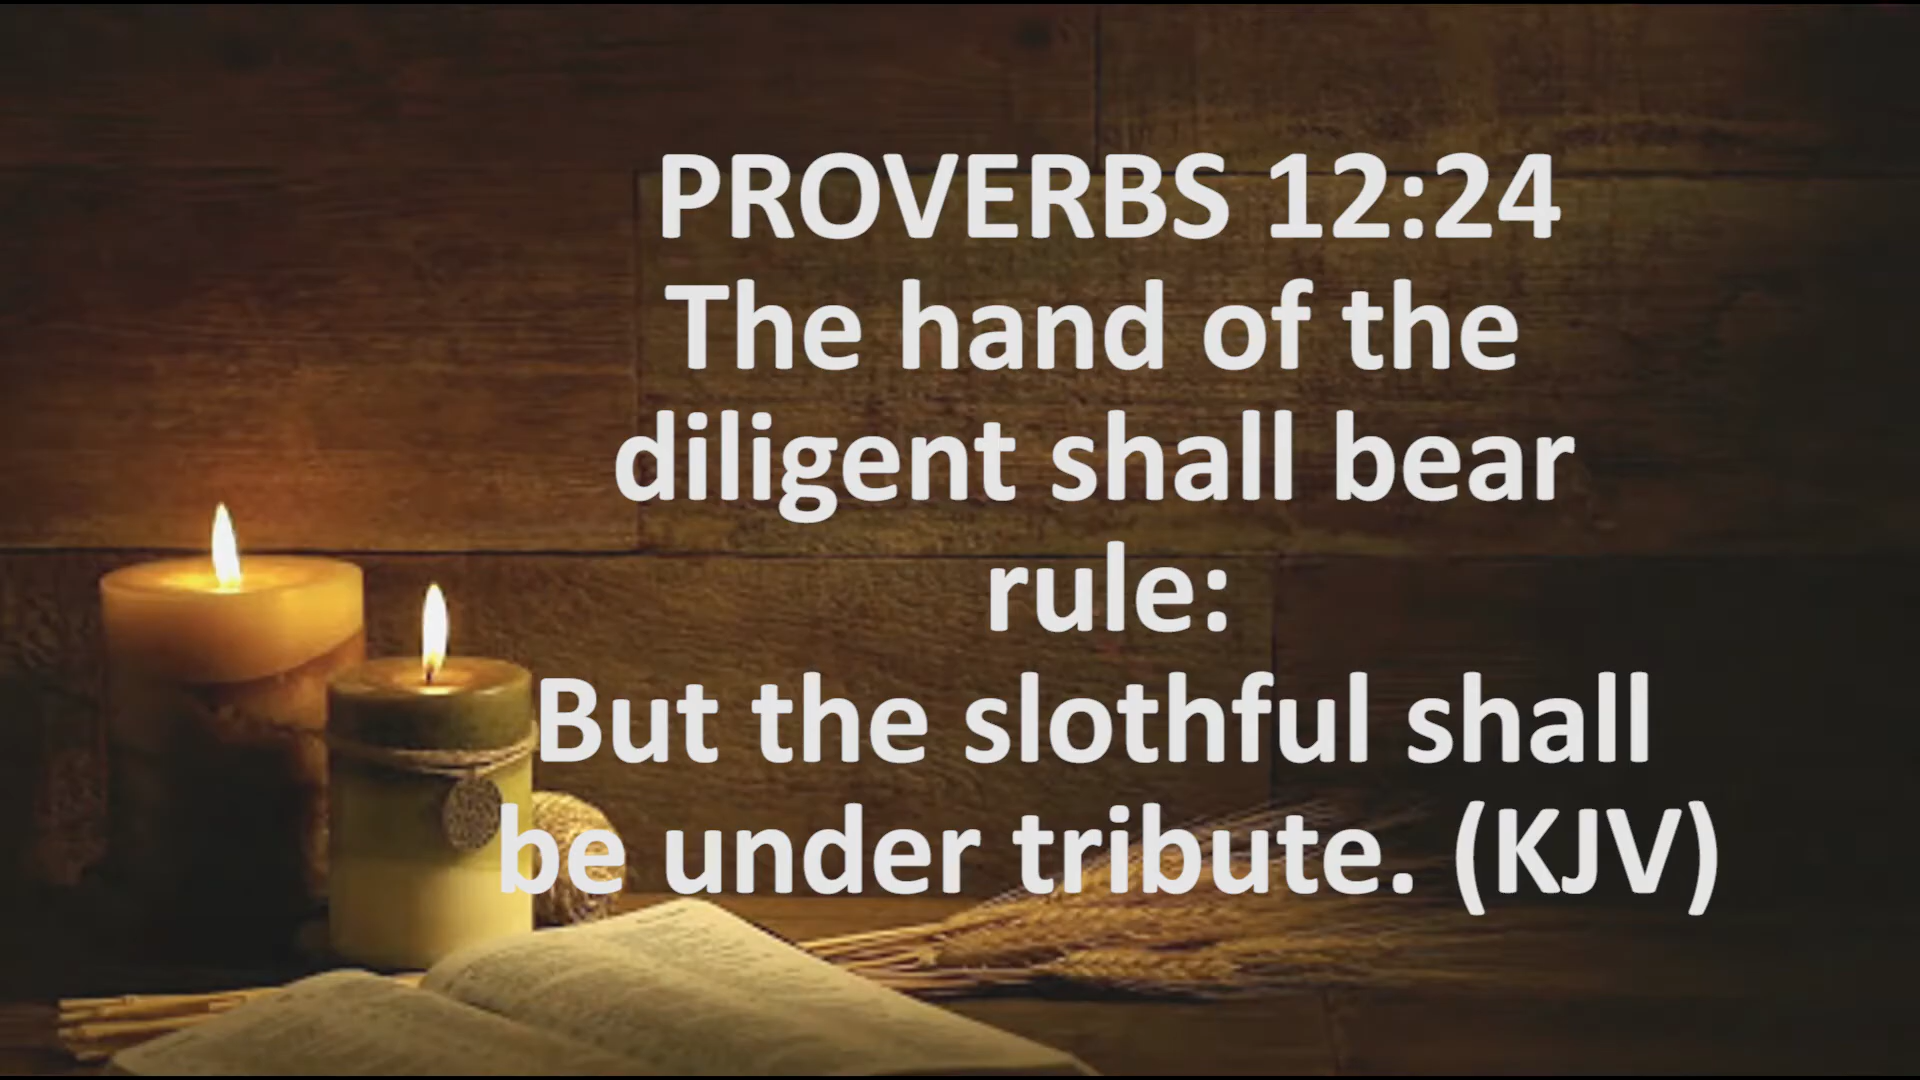 PROVERBS 12:24
The hand of the
diligent shall bear
rule:
But the slothful shall
be under tribute. (KJV)